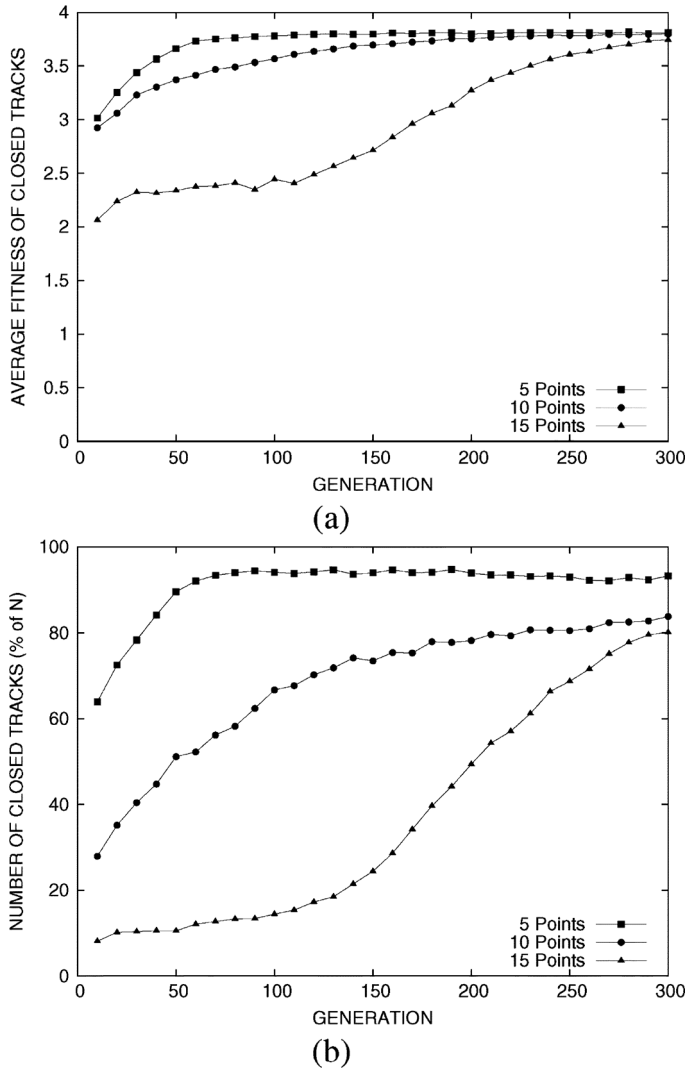 4
3.5
3
2.5
2
1.5
1
0.5
0
AVERAGE FITNESS OF CLOSED TRACKS
5 Points
10 Points
15 Points
0 50 100 150 200 250 300
GENERATION
(a)
100
80
60
40
20
0
NUMBER OF CLOSED TRACKS (% of N)
5 Points
10 Points
15 Points
0 50 100 150 200 250 300
GENERATION
(b)